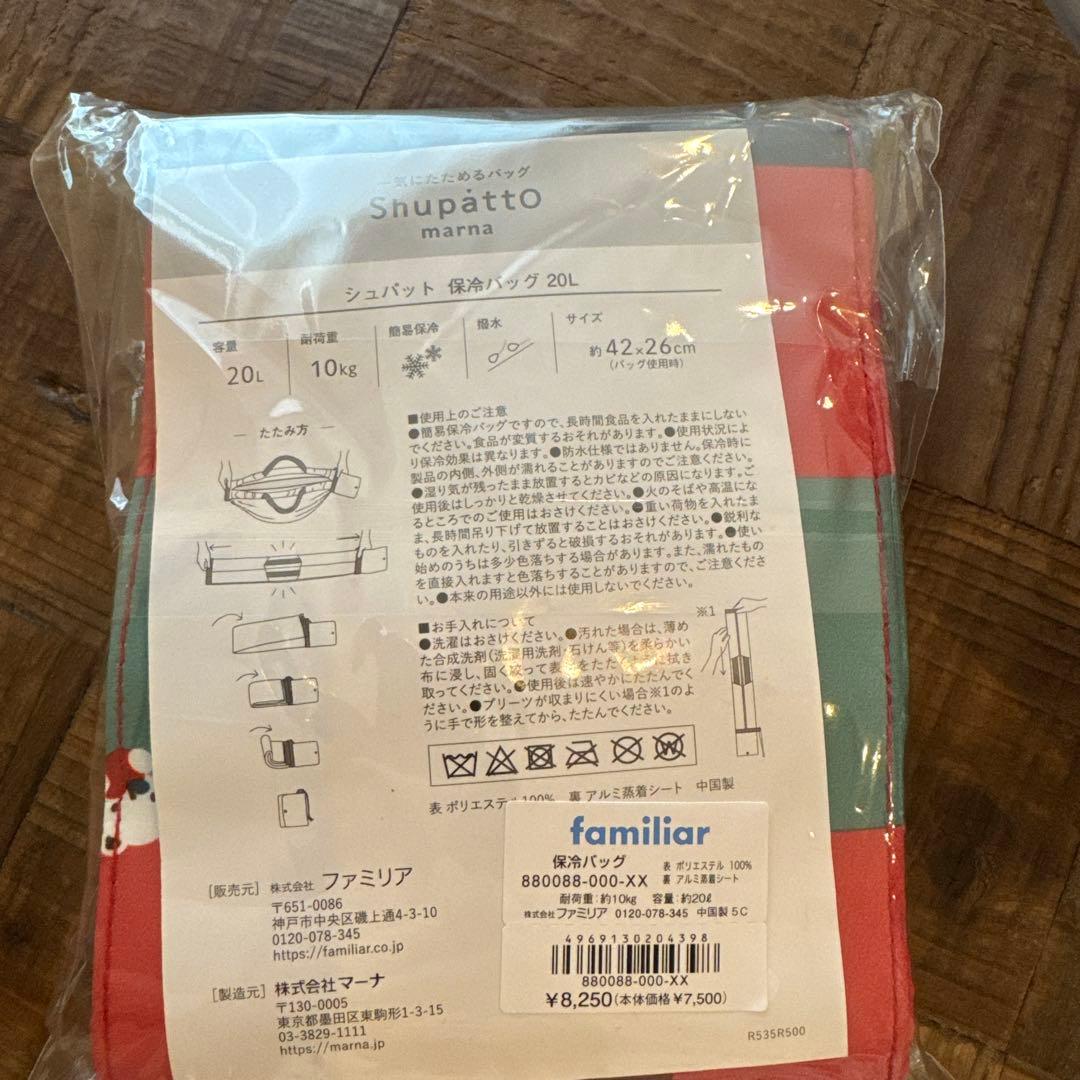 一気にたためるバッグ
Shupatto
marna
シュパット 保冷バッグ 20L
容量
20L
耐荷重
10kg
簡易保冷
撥水
サイズ
約 42×26cm
(バッグ使用時)
たたみ方
■使用上のご注意
●簡易保冷バッグですので、長時間食品を入れたままにしない
でください。食品が変質するおそれがあります。●使用状況によ
り保冷効果は異なります。●防水仕様ではありません。保冷時に
製品の内側、外側が濡れることがありますのでご注意ください。
●湿り気が残ったまま放置するとカビなどの原因になります。ご
使用後はしっかりと乾燥させてください。●火のそばや高温にな
るところでのご使用はおさけください。●重い荷物を入れたま
ま、長時間吊り下げて放置することはおさけください。●鋭利な
ものを入れたり、引きずると破損するおそれがあります。●使い
始めのうちは多少色落ちする場合があります。また、濡れたもの
を直接入れますと色落ちすることがありますので、ご注意くださ
い。●本来の用途以外には使用しないでください。
■お手入れについて
●洗濯はおさけください。●汚れた場合は、薄め
た合成洗剤(洗濯用洗剤・石けん等)を柔らかい
布に浸し、固く絞って表面をたたくように拭き
取ってください。●使用後は速やかにたたんでく
ださい。●プリーツが収まりにくい場合※1のよ
うに手で形を整えてから、たたんでください。
※1
表 ポリエステル 100% 裏 アルミ蒸着シート 中国製
[販売元] 株式会社 ファミリア
〒651-0086
神戸市中央区磯上通4-3-10
0120-078-345
https://familiar.co.jp
[製造元] 株式会社マーナ
〒130-0005
東京都墨田区東駒形1-3-15
03-3829-1111
https://marna.jp
familiar
保冷バッグ
880088-000-XX
表 ポリエステル 100%
裏 アルミ蒸着シート
耐荷重:約10kg 容量:約20ℓ
株式会社ファミリア 0120-078-345 中国製 5C
4969130204398
880088-000-XX
¥8,250(本体価格¥7,500)
R535R500